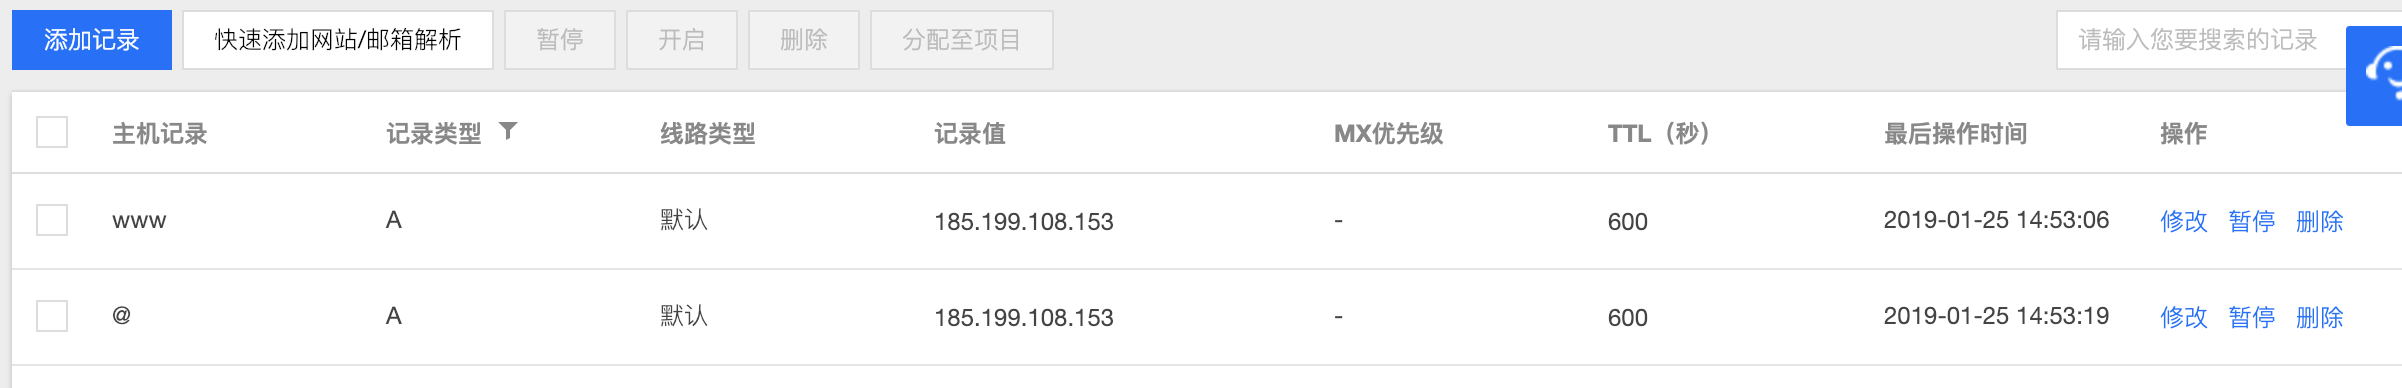 添加记录 快速添加网站/邮箱解析 暂停 开启 删除 分配至项目 请输入您要搜索的记录
主机记录 记录类型 线路类型 记录值 MX优先级 TTL（秒） 最后操作时间 操作
www A 默认 185.199.108.153 - 600 2019-01-25 14:53:06 修改 暂停 删除
@ A 默认 185.199.108.153 - 600 2019-01-25 14:53:19 修改 暂停 删除